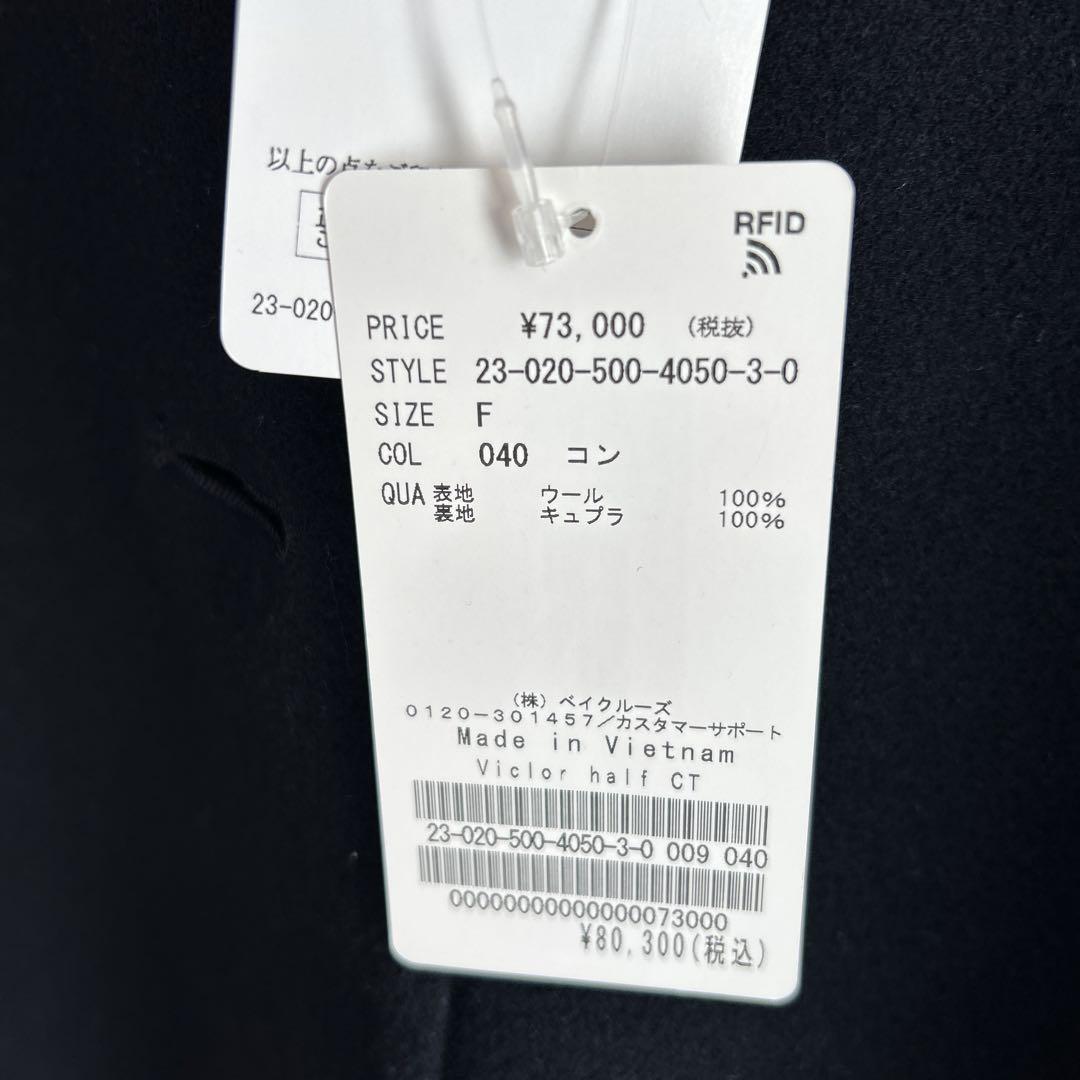 以上の点
23-020
RFID
PRICE ¥73,000 (税抜)
STYLE 23-020-500-4050-3-0
SIZE F
COL 040 コン
QUA 表地 ウール 100%
裏地 キュプラ 100%
(株) ベイクルーズ
0120-301457/カスタマーサポート
Made in Vietnam
Viclor half CT
23-020-500-4050-3-0 009 040
00000000000000073000
¥80,300(税込)